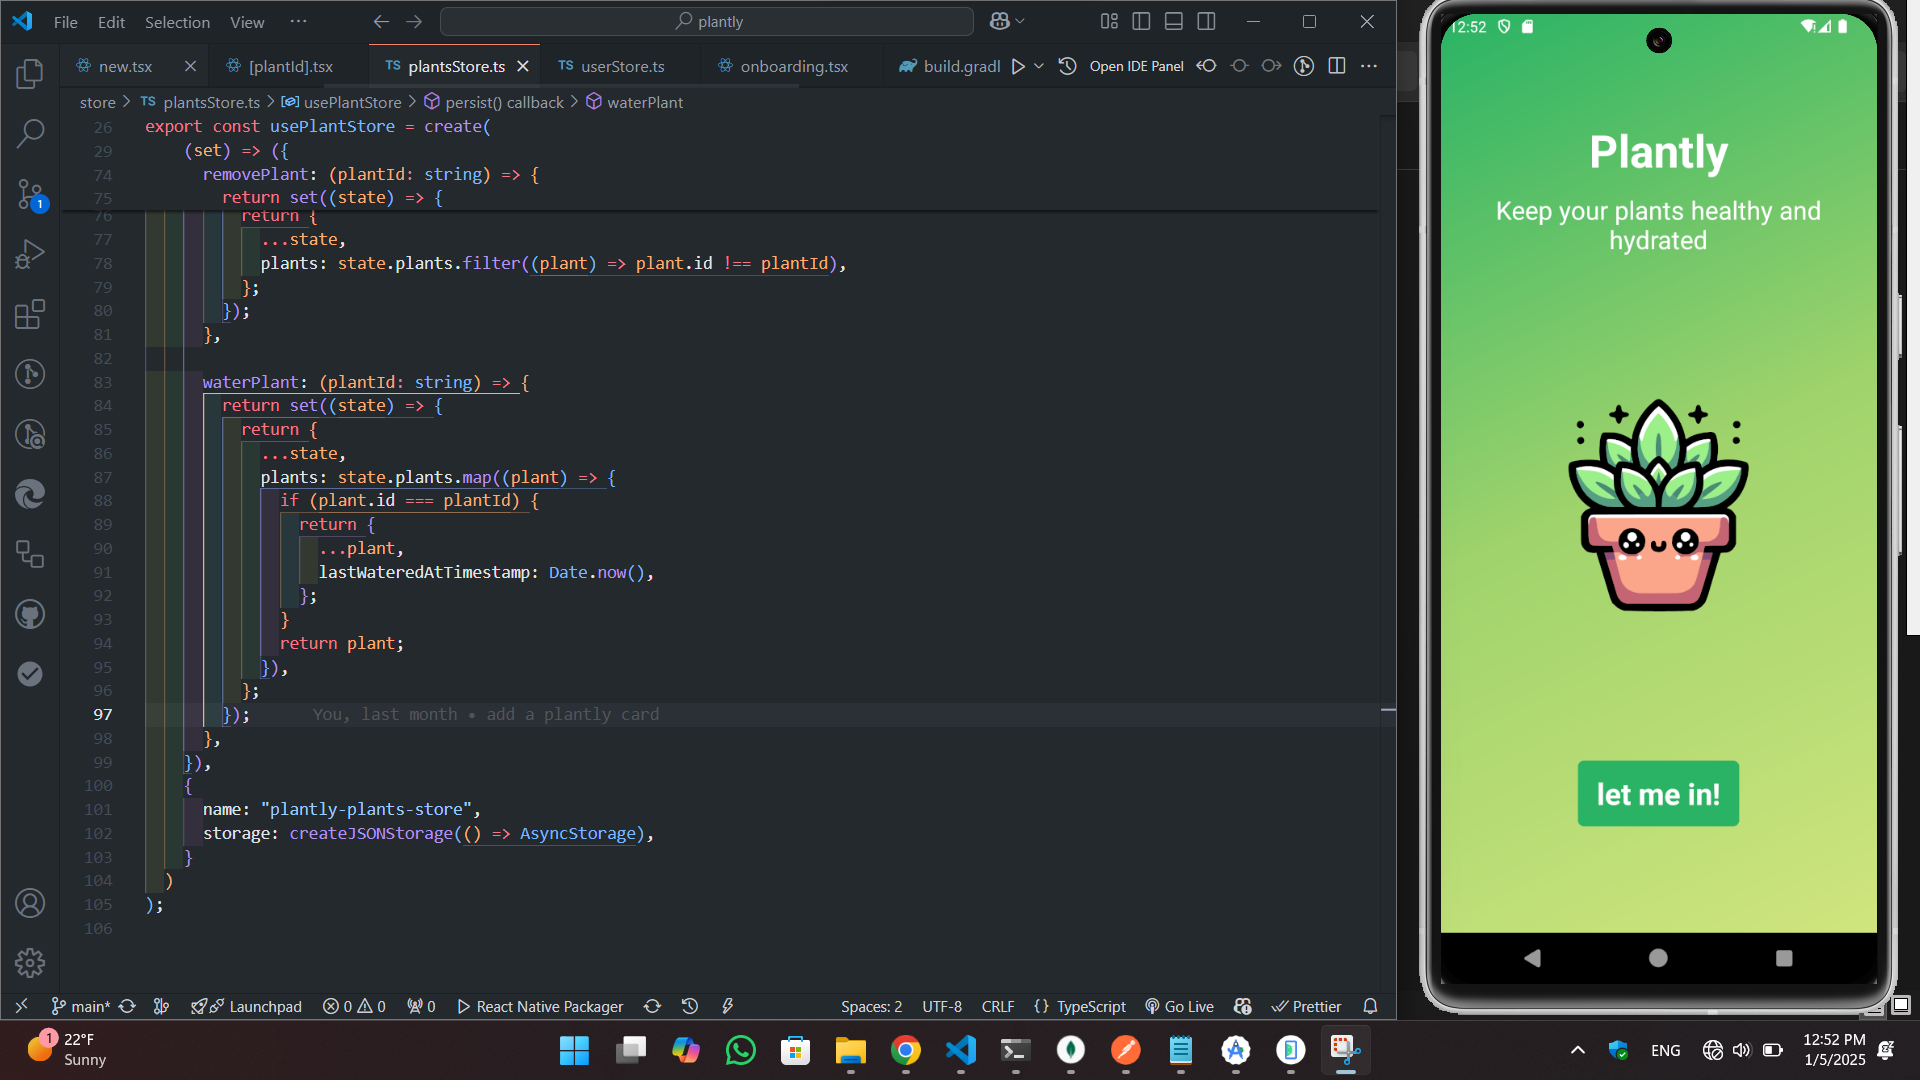 File Edit Selection View ··· plantly
new.tsx [plantId].tsx TS plantsStore.ts TS userStore.ts onboarding.tsx build.gradl Open IDE Panel ···
store > TS plantsStore.ts > usePlantStore > persist() callback > waterPlant
26 export const usePlantStore = create(
29 (set) => ({
74 removePlant: (plantId: string) => {
75 return set((state) => {
76 return {
77 ...state,
78 plants: state.plants.filter((plant) => plant.id !== plantId),
79 };
80 });
81 },
82
83 waterPlant: (plantId: string) => {
84 return set((state) => {
85 return {
86 ...state,
87 plants: state.plants.map((plant) => {
88 if (plant.id === plantId) {
89 return {
90 ...plant,
91 lastWateredAtTimestamp: Date.now(),
92 };
93 }
94 return plant;
95 }),
96 };
97 }); You, last month • add a plantly card
98 },
99 }),
100 {
101 name: "plantly-plants-store",
102 storage: createJSONStorage(() => AsyncStorage),
103 }
104 )
105 );
106
1
main* Launchpad 0 0 0 React Native Packager Spaces: 2 UTF-8 CRLF {} TypeScript Go Live Prettier
12:52
Plantly
Keep your plants healthy and
hydrated
let me in!
1 22°F
Sunny
ENG
12:52 PM
1/5/2025